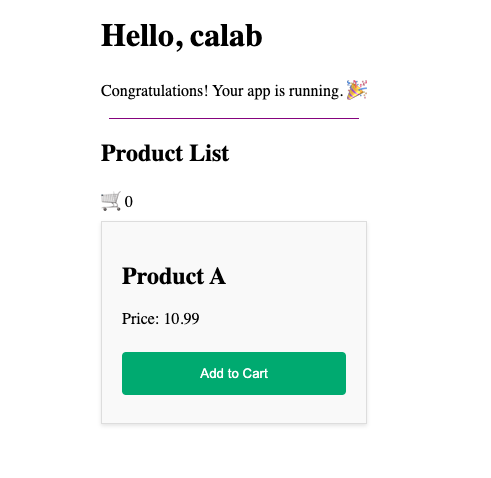 Hello, calab
Congratulations! Your app is running. 🎉
Product List
🛒 0
Product A
Price: 10.99
Add to Cart